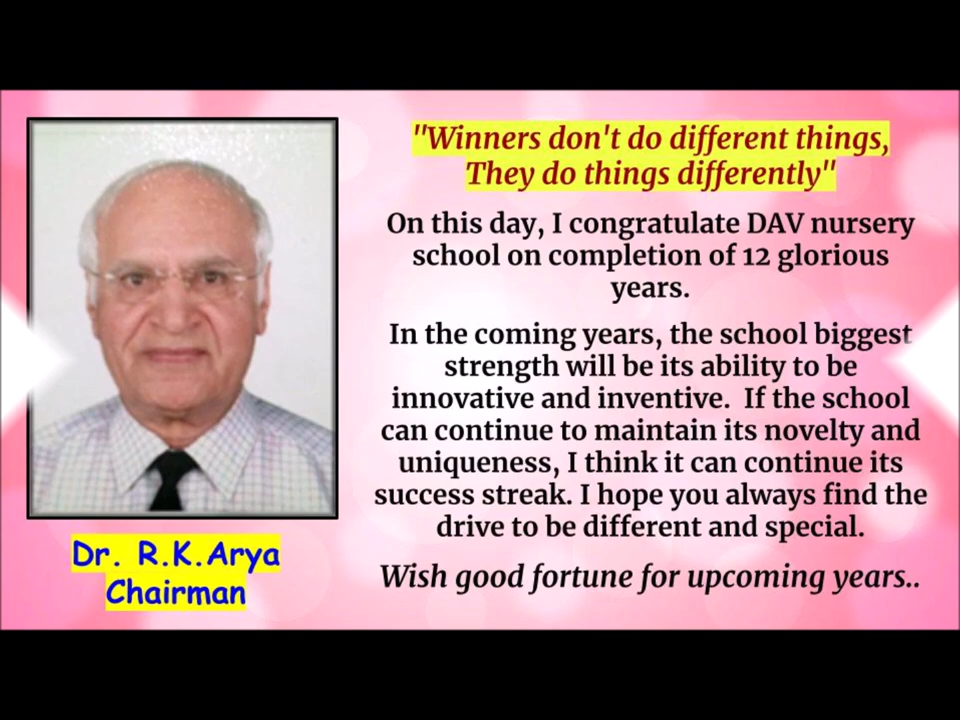 "Winners don't do different things,
They do things differently"
On this day, I congratulate DAV nursery
school on completion of 12 glorious
years.
In the coming years, the school biggest
strength will be its ability to be
innovative and inventive. If the school
can continue to maintain its novelty and
uniqueness, I think it can continue its
success streak. I hope you always find the
drive to be different and special.
Wish good fortune for upcoming years..
Dr. R.K.Arya
Chairman